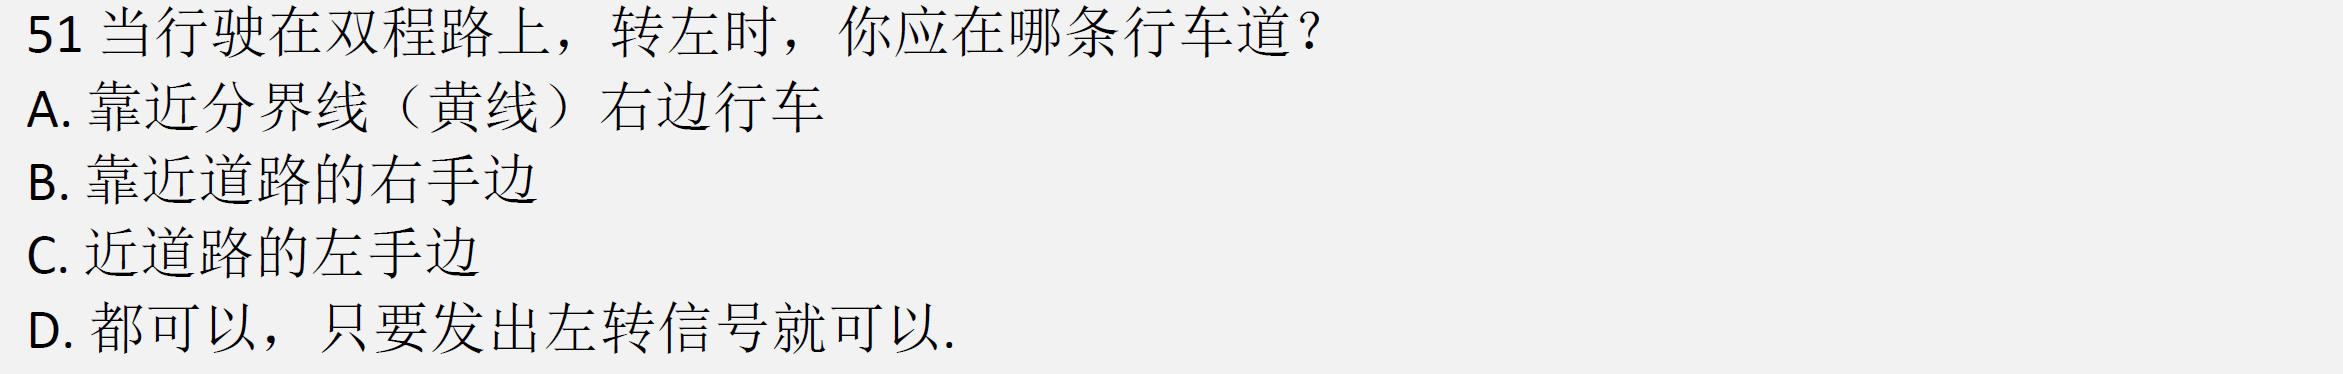 51 当行驶在双程路上，转左时，你应在哪条行车道？
A. 靠近分界线（黄线）右边行车
B. 靠近道路的右手边
C. 近道路的左手边
D. 都可以，只要发出左转信号就可以.